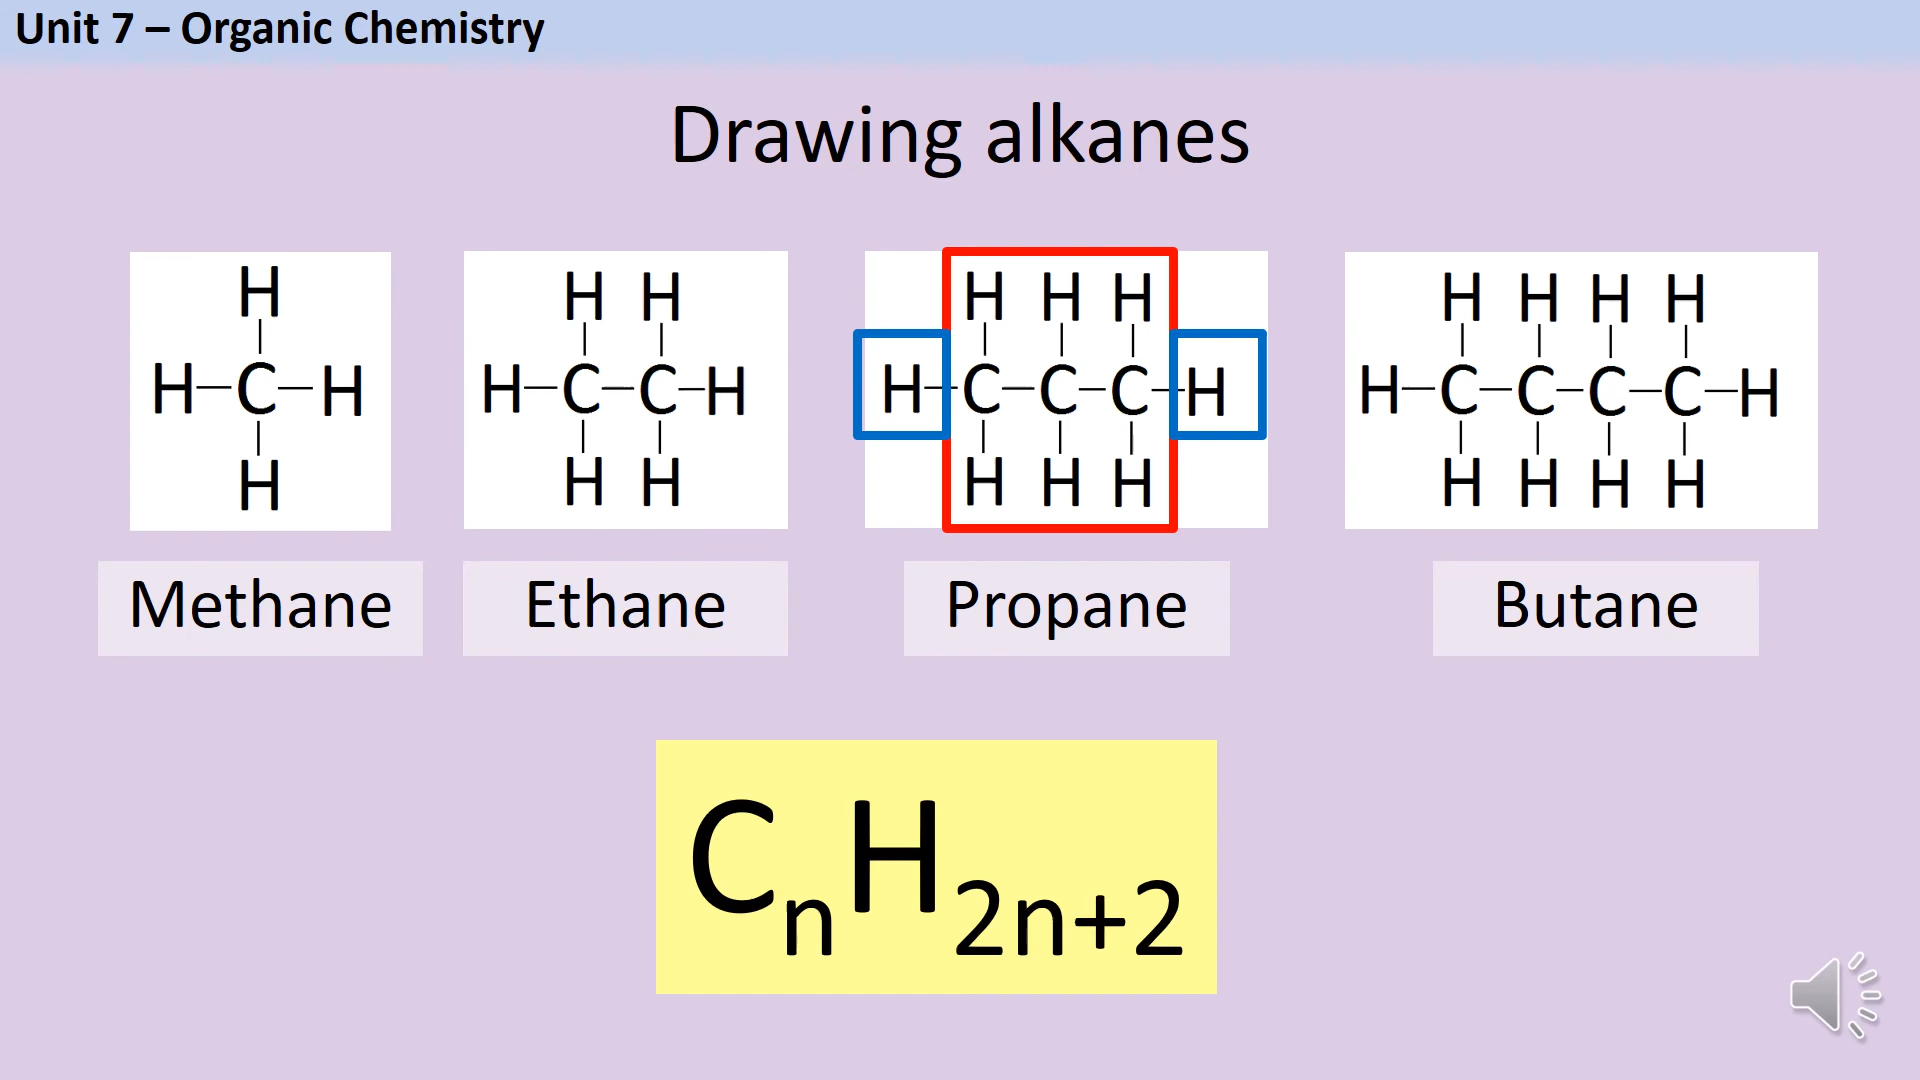 Unit 7 – Organic Chemistry
Drawing alkanes
H
H–C–H
H
H H
H–C–C–H
H H
H H H
H–C–C–C–H
H H H
H H H H
H–C–C–C–C–H
H H H H
Methane
Ethane
Propane
Butane
CₙH₂ₙ₊₂